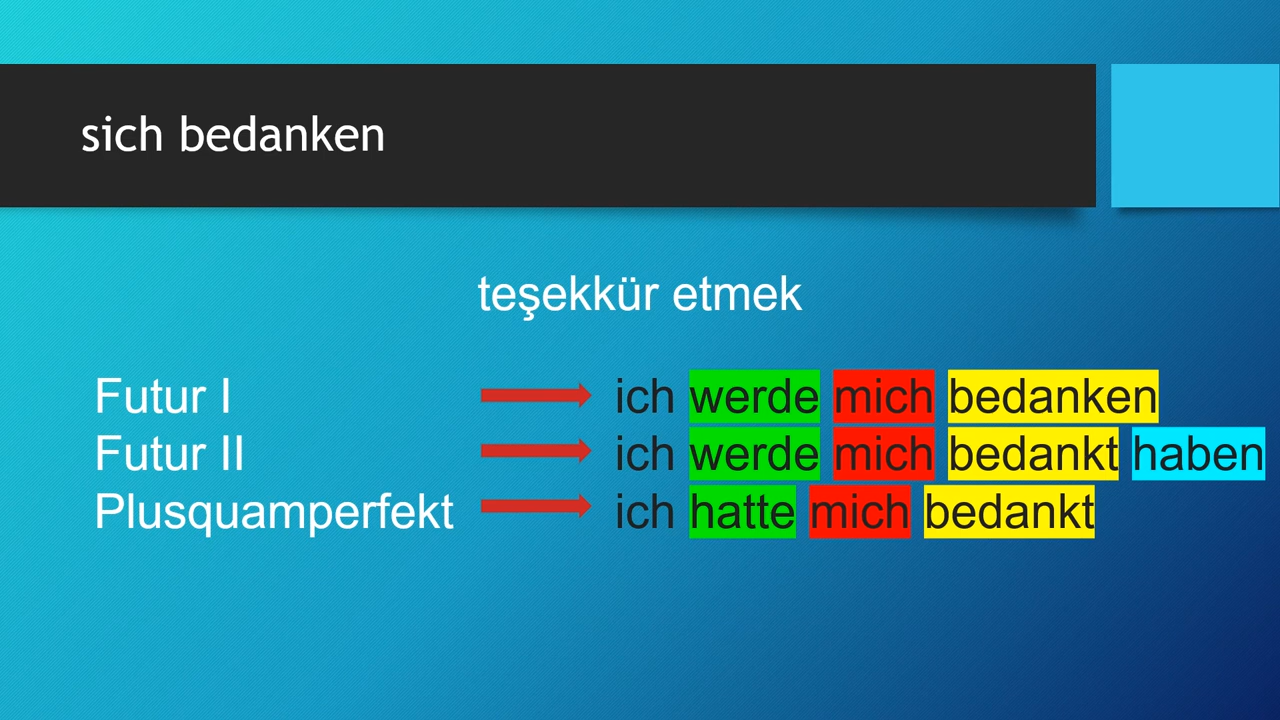 sich bedanken
teşekkür etmek
Futur I ich werde mich bedanken
Futur II ich werde mich bedankt haben
Plusquamperfekt ich hatte mich bedankt